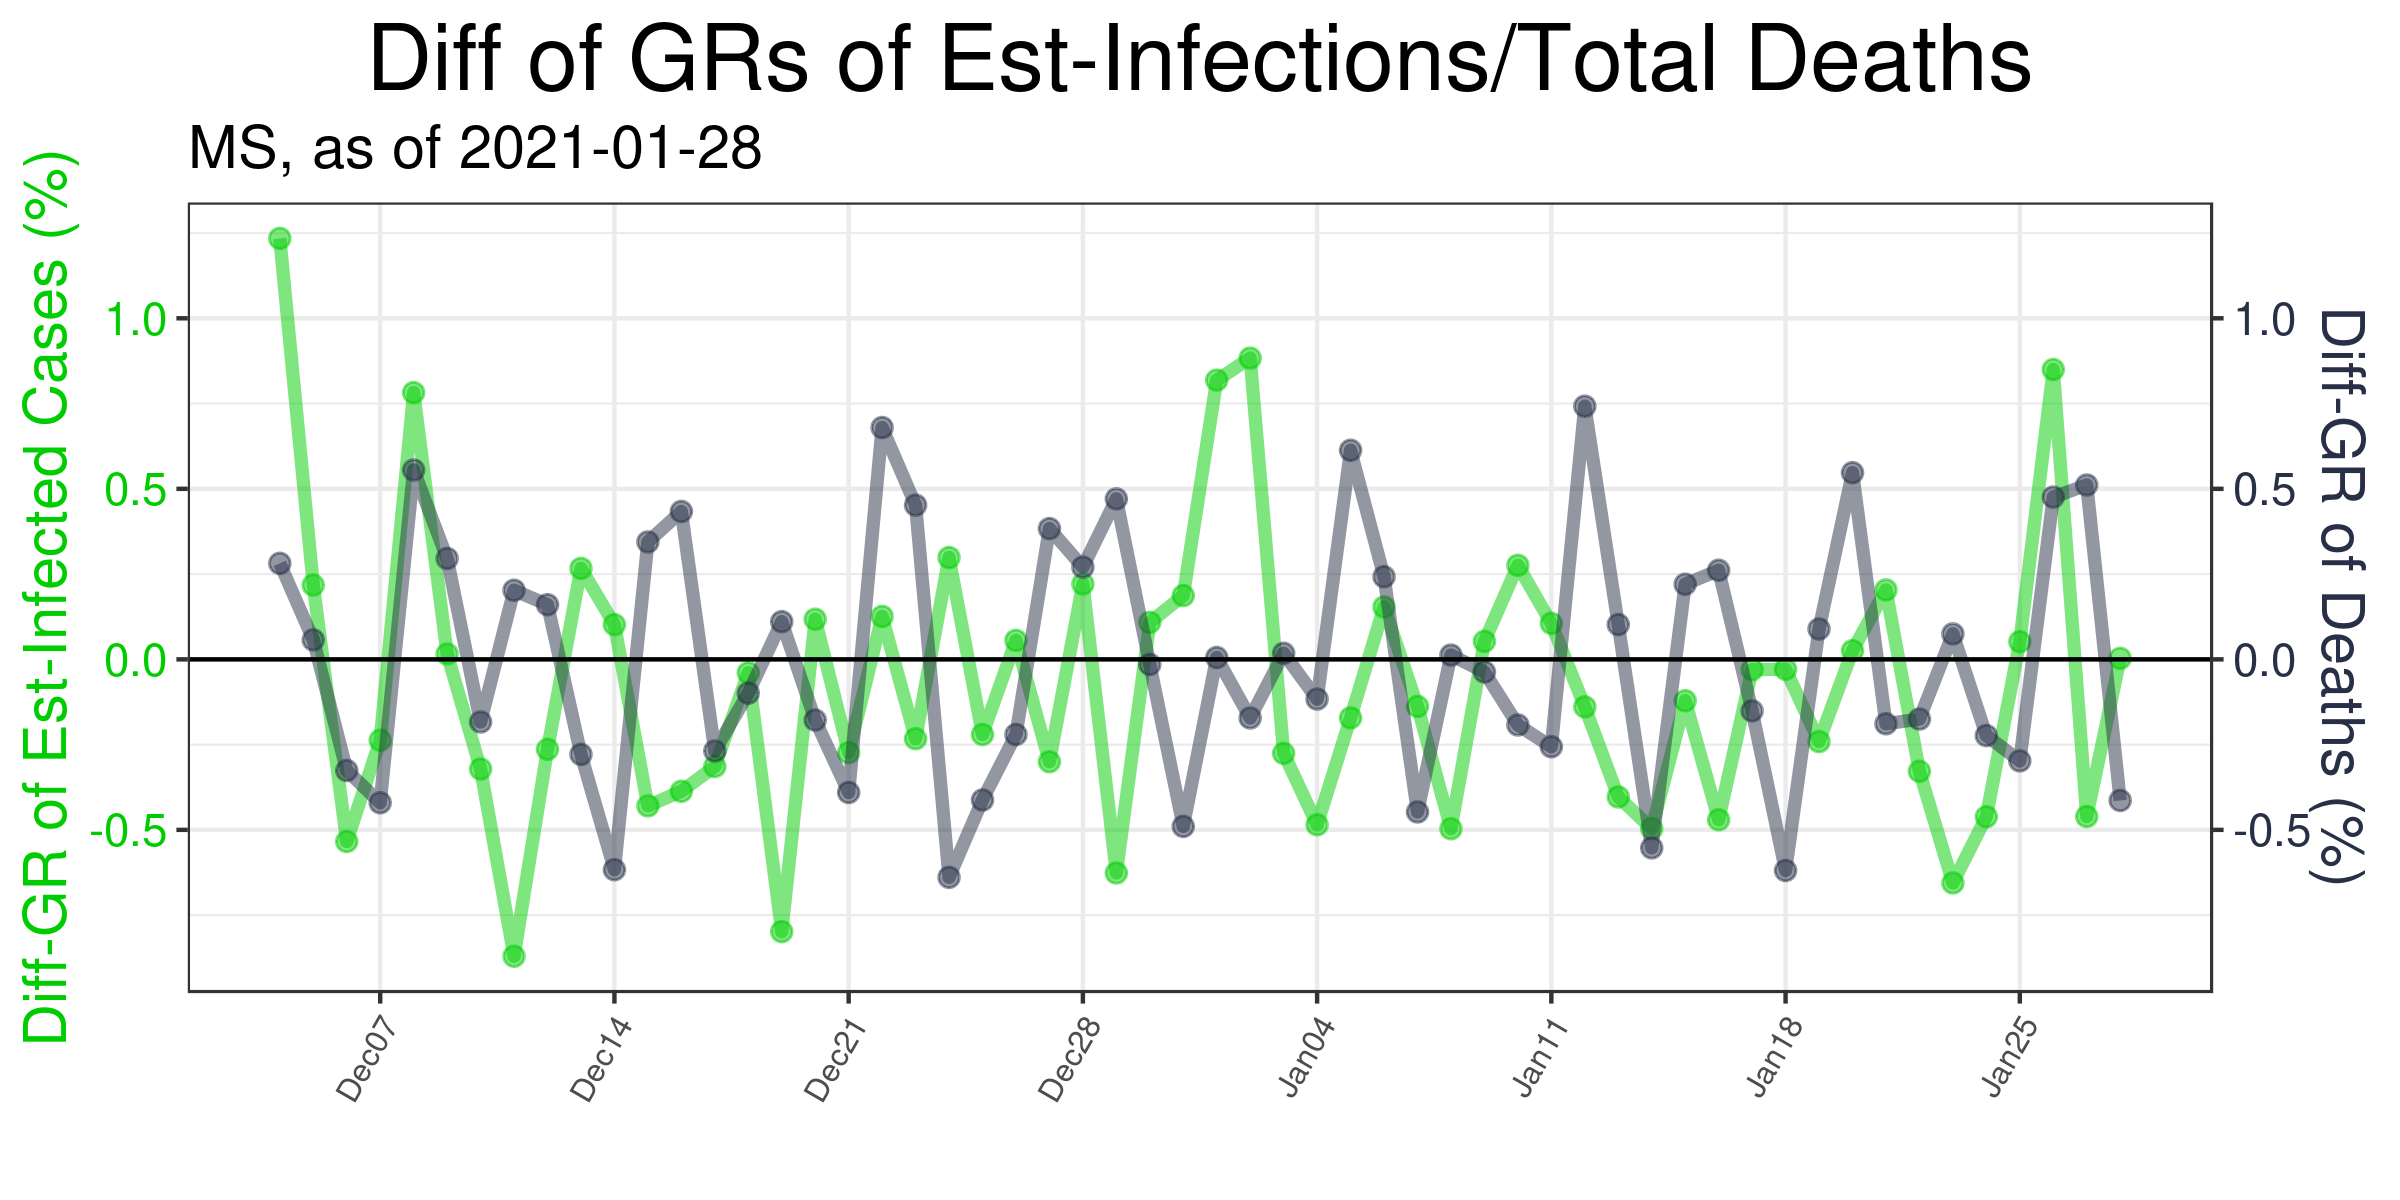 Diff of GRs of Est-Infections/Total Deaths
MS, as of 2021-01-28
Diff-GR of Est-Infected Cases (%)
1.0
0.5
0.0
-0.5
1.0
0.5
0.0
-0.5
Diff-GR of Deaths (%)
Dec07
Dec14
Dec21
Dec28
Jan04
Jan11
Jan18
Jan25